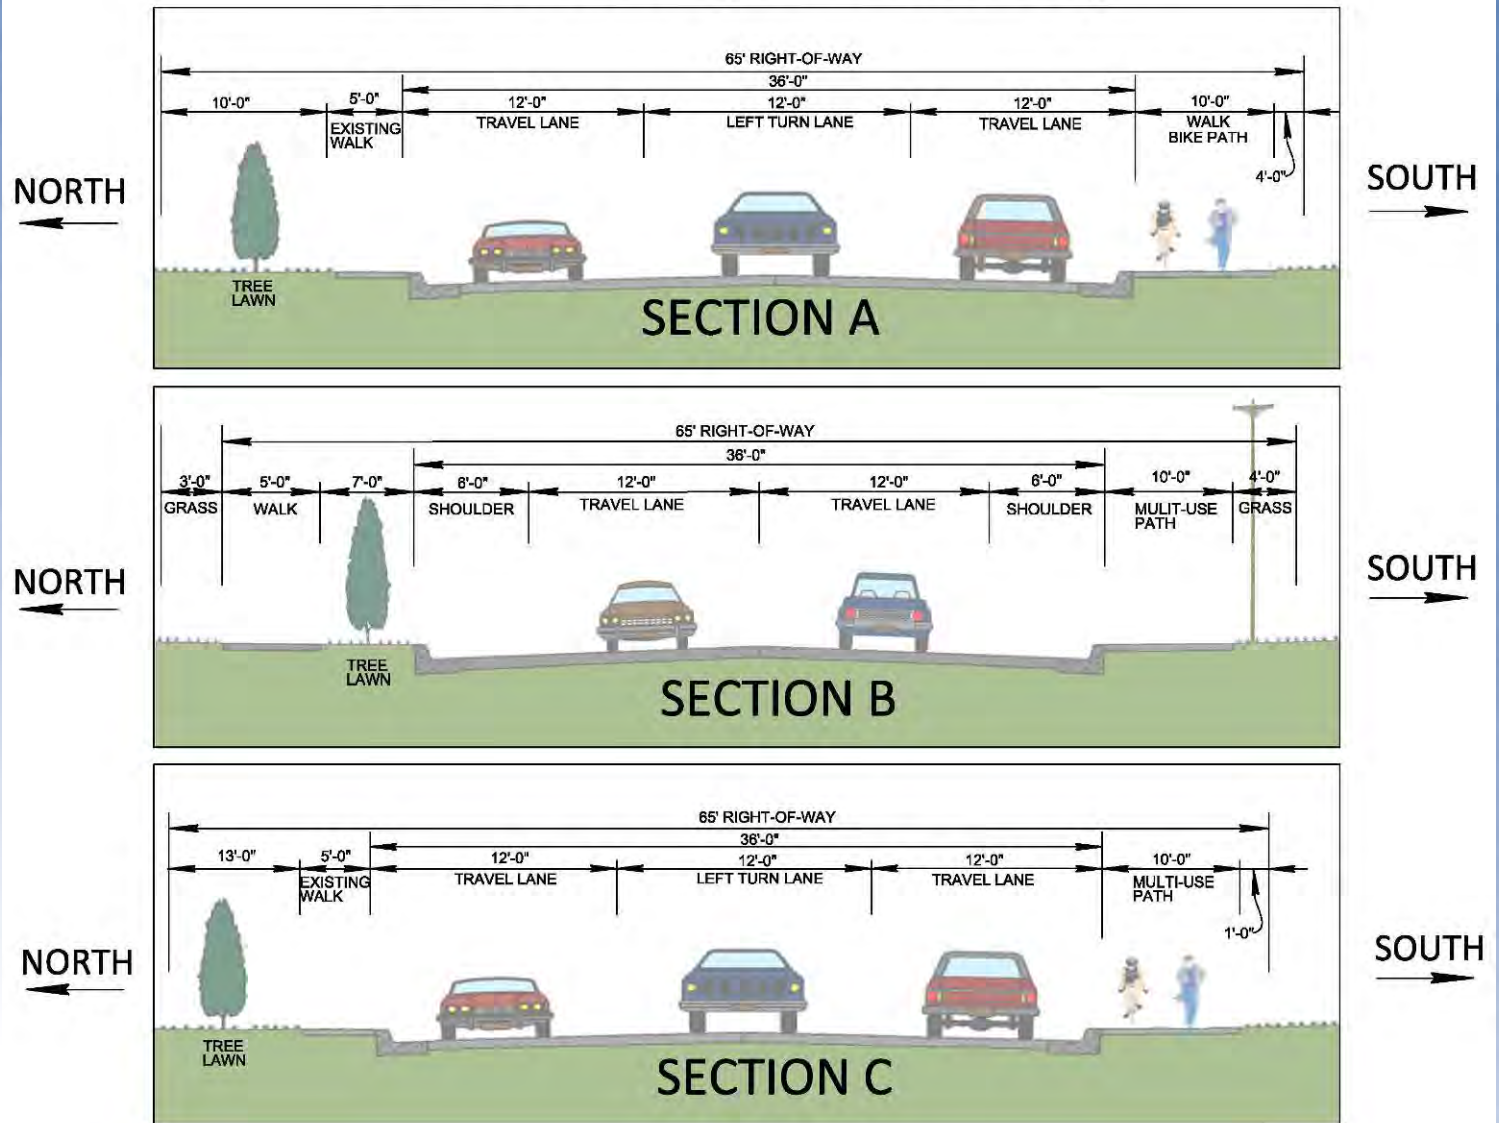 65' RIGHT-OF-WAY
36'-0"
10'-0"
5'-0"
12'-0"
12'-0"
12'-0"
10'-0"
EXISTING
WALK
TRAVEL LANE
LEFT TURN LANE
TRAVEL LANE
WALK
BIKE PATH
4'-0"
NORTH
SOUTH
TREE
LAWN
SECTION A
65' RIGHT-OF-WAY
36'-0"
3'-0"
5'-0"
7'-0"
6'-0"
12'-0"
12'-0"
6'-0"
10'-0"
4'-0"
GRASS
WALK
SHOULDER
TRAVEL LANE
TRAVEL LANE
SHOULDER
MULIT-USE
PATH
GRASS
NORTH
SOUTH
TREE
LAWN
SECTION B
65' RIGHT-OF-WAY
36'-0"
13'-0"
5'-0"
12'-0"
12'-0"
12'-0"
10'-0"
EXISTING
WALK
TRAVEL LANE
LEFT TURN LANE
TRAVEL LANE
MULTI-USE
PATH
1'-0"
NORTH
SOUTH
TREE
LAWN
SECTION C